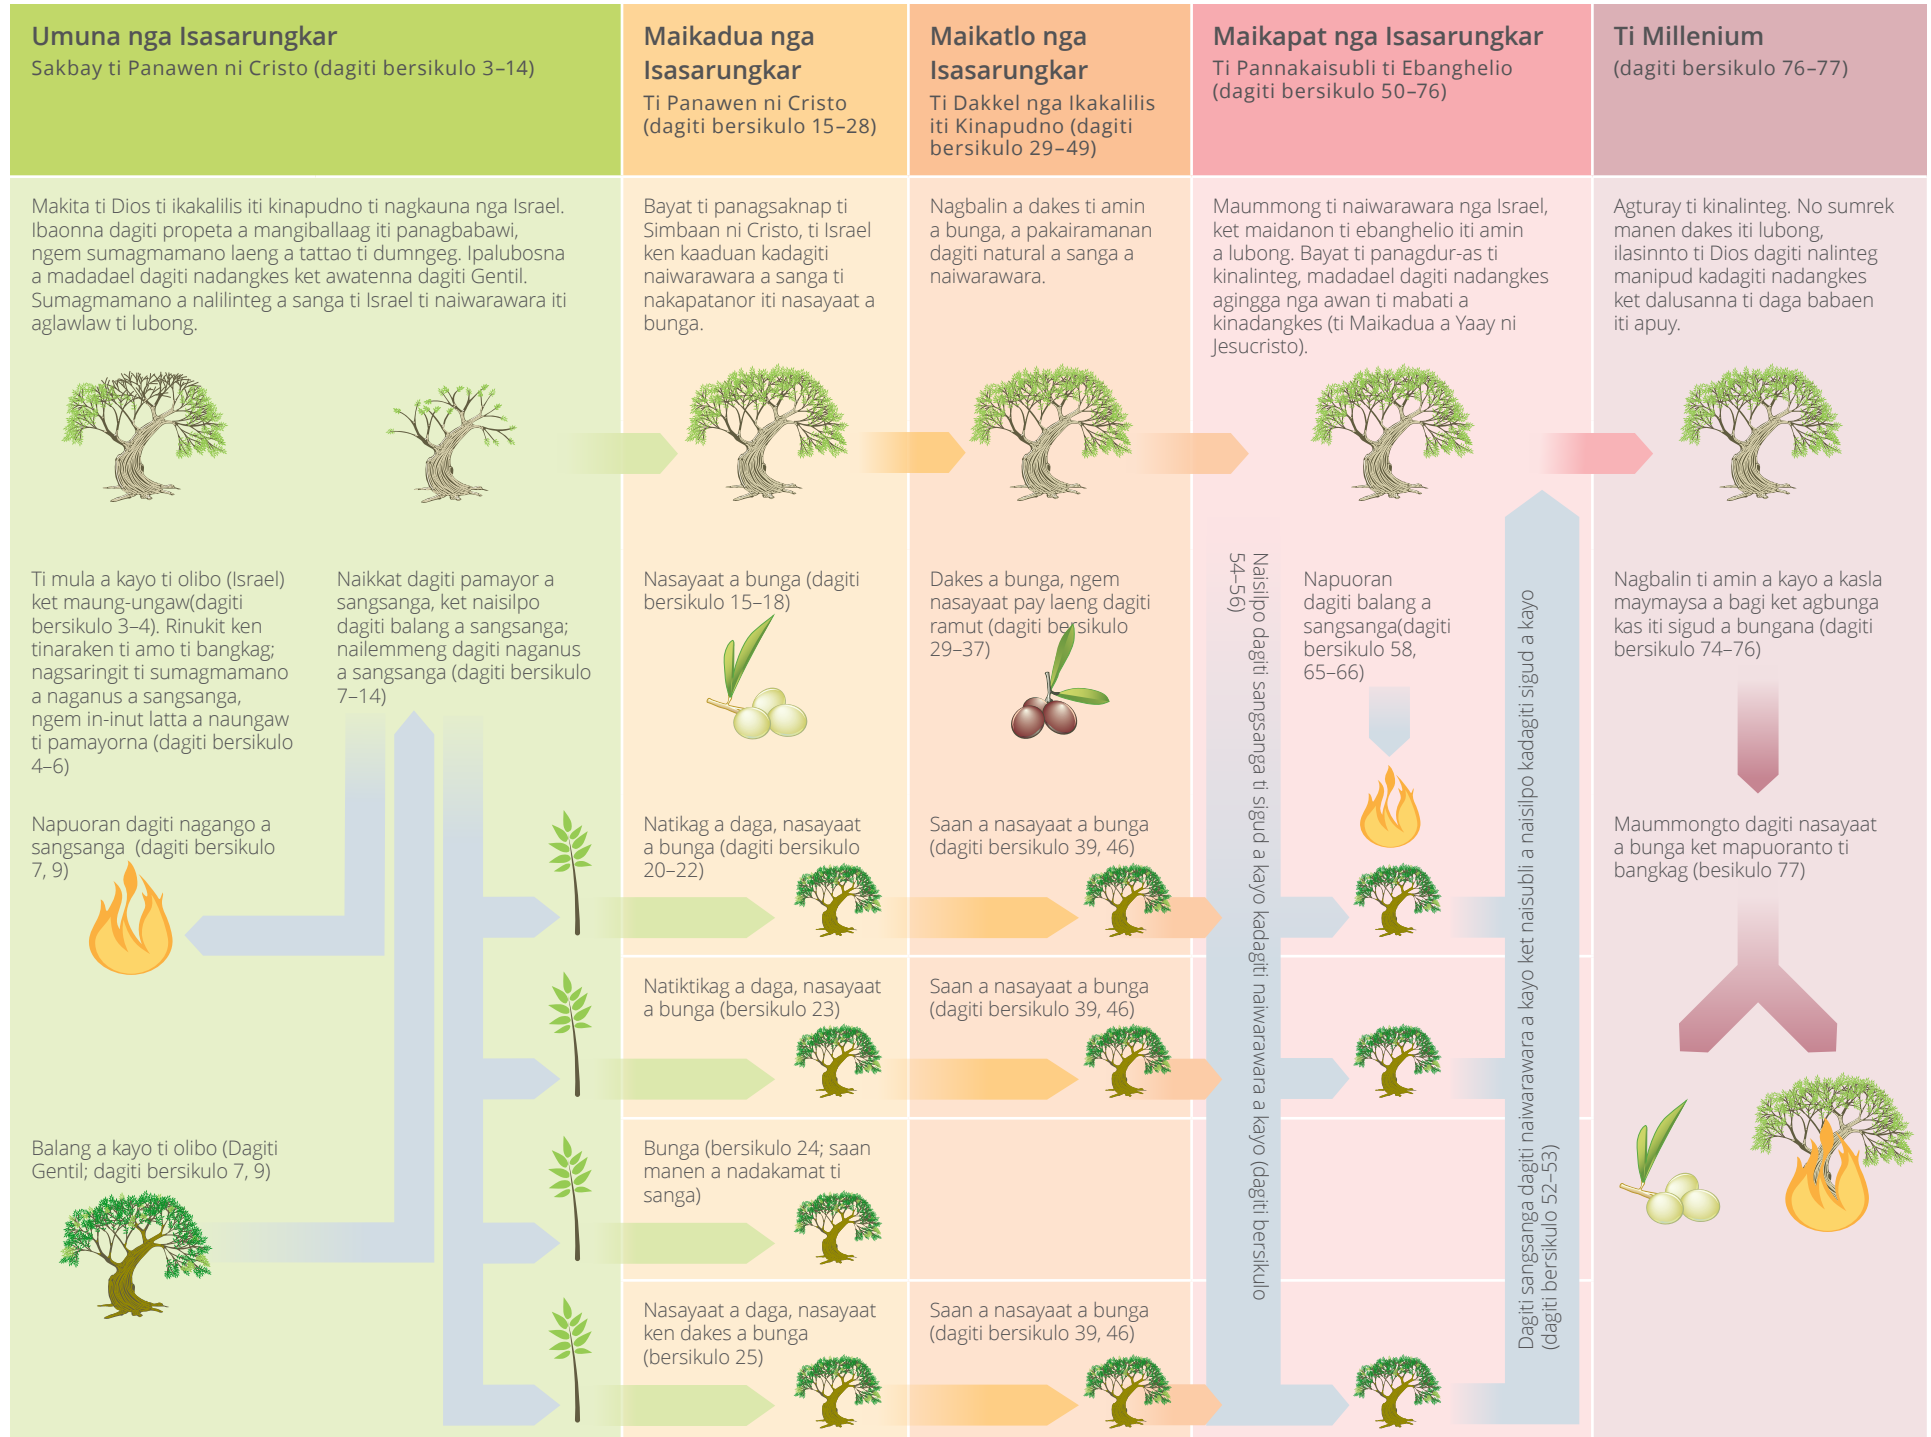 Umuna nga Isasarungkar
Sakbay ti Panawen ni Cristo (dagiti bersikulo 3–14)
Maikadua nga
Isasarungkar
Ti Panawen ni Cristo
(dagiti bersikulo 15–28)
Maikatlo nga
Isasarungkar
Ti Dakkel nga Ikakalilis
iti Kinapudno (dagiti
bersikulo 29–49)
Maikapat nga Isasarungkar
Ti Pannakaisubli ti Ebanghelio
(dagiti bersikulo 50–76)
Ti Millenium
(dagiti bersikulo 76–77)
Makita ti Dios ti ikakalilis iti kinapudno ti nagkauna nga Israel.
Ibaonna dagiti propeta a mangiballaag iti panagbabawi,
ngem sumagmamano laeng a tattao ti dumngeg. Ipalubosna
a madadael dagiti nadangkes ket awatenna dagiti Gentil.
Sumagmamano a nalilinteg a sanga ti Israel ti naiwarawara iti
aglawlaw ti lubong.
Bayat ti panagsaknap ti
Simbaan ni Cristo, ti Israel
ken kaaduan kadagiti
naiwarawara a sanga ti
nakapatanor iti nasayaat a
bunga.
Nagbalin a dakes ti amin
a bunga, a pakairamanan
dagiti natural a sanga a
naiwarawara.
Maummong ti naiwarawara nga Israel,
ket maidanon ti ebanghelio iti amin
a lubong. Bayat ti panagdur-as ti
kinalinteg, madadael dagiti nadangkes
agingga nga awan ti mabati a
kinadangkes (ti Maikadua a Yaay ni
Jesucristo).
Agturay ti kinalinteg. No sumrek
manen dakes iti lubong,
ilasinnto ti Dios dagiti nalinteg
manipud kadagiti nadangkes
ket dalusanna ti daga babaen
iti apuy.
Ti mula a kayo ti olibo (Israel)
ket maung-ungaw(dagiti
bersikulo 3–4). Rinukit ken
tinaraken ti amo ti bangkag;
nagsaringit ti sumagmamano
a naganus a sangsanga,
ngem in-inut latta a naungaw
ti pamayorna (dagiti bersikulo
4–6)
Naikkat dagiti pamayor a
sangsanga, ket naisilpo
dagiti balang a sangsanga;
nailemmeng dagiti naganus
a sangsanga (dagiti bersikulo
7–14)
Nasayaat a bunga (dagiti
bersikulo 15–18)
Dakes a bunga, ngem
nasayaat pay laeng dagiti
ramut (dagiti bersikulo
29–37)
Naisilpo dagiti sangsanga ti sigud a kayo kadagiti naiwarawara a kayo (dagiti bersikulo
54–56)
Napuoran
dagiti balang a
sangsanga(dagiti
bersikulo 58,
65–66)
Dagiti sangsanga dagiti naiwarawara a kayo ket naisubli a naisilpo kadagiti sigud a kayo
(dagiti bersikulo 52–53)
Nagbalin ti amin a kayo a kasla
maymaysa a bagi ket agbunga
kas iti sigud a bungana (dagiti
bersikulo 74–76)
Napuoran dagiti nagango a
sangsanga (dagiti bersikulo
7, 9)
Natikag a daga, nasayaat
a bunga (dagiti bersikulo
20–22)
Saan a nasayaat a bunga
(dagiti bersikulo 39, 46)
Maummongto dagiti nasayaat
a bunga ket mapuoranto ti
bangkag (besikulo 77)
Natiktikag a daga, nasayaat
a bunga (bersikulo 23)
Saan a nasayaat a bunga
(dagiti bersikulo 39, 46)
Balang a kayo ti olibo (Dagiti
Gentil; dagiti bersikulo 7, 9)
Bunga (bersikulo 24; saan
manen a nadakamat ti
sanga)
Nasayaat a daga, nasayaat
ken dakes a bunga
(bersikulo 25)
Saan a nasayaat a bunga
(dagiti bersikulo 39, 46)